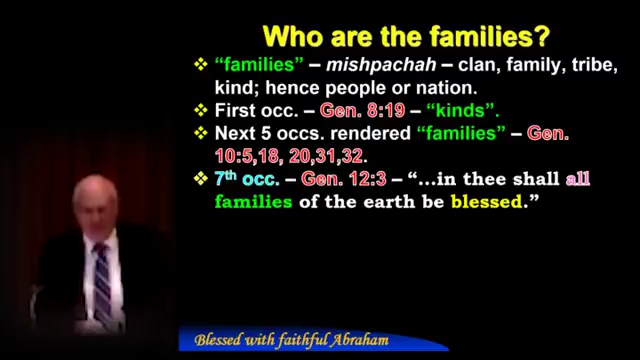 Who are the families?
❖ “families” – mishpachah – clan, family, tribe,
kind; hence people or nation.
❖ First occ. – Gen. 8:19 – “kinds”.
❖ Next 5 occs. rendered “families” – Gen.
10:5,18, 20,31,32.
❖ 7th occ. – Gen. 12:3 – “…in thee shall all
families of the earth be blessed.”
Blessed with faithful Abraham